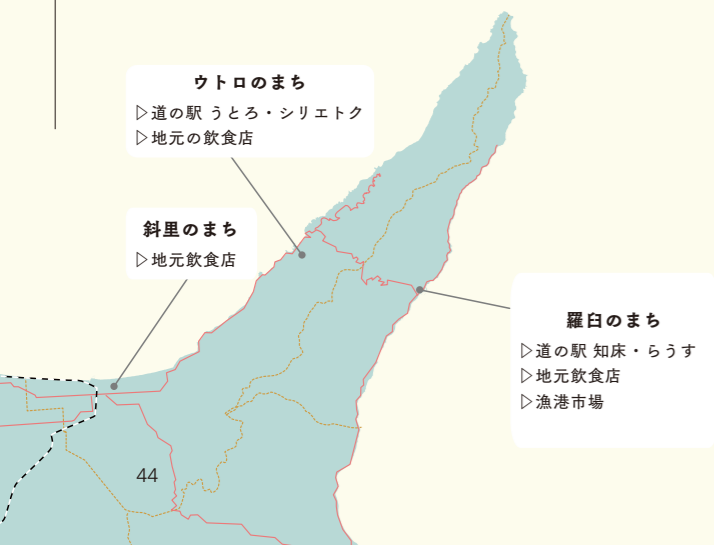 ウトロのまち
▷道の駅 うとろ・シリエトク
▷地元の飲食店
斜里のまち
▷地元飲食店
羅臼のまち
▷道の駅 知床・らうす
▷地元飲食店
▷漁港市場
44